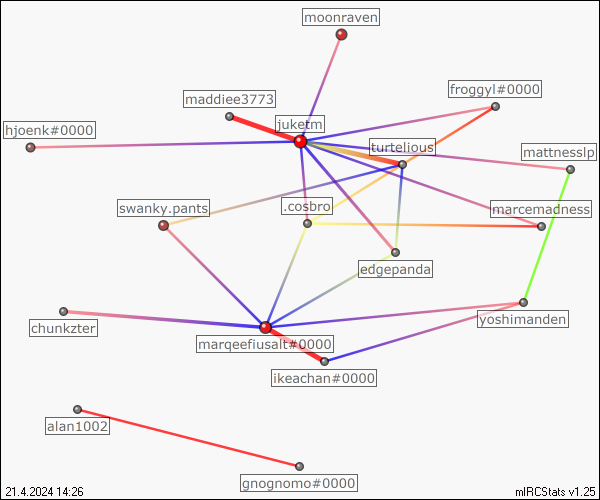 moonraven
froggyl#0000
maddiee3773
juketm
hjoenk#0000
turtelious
mattnesslp
swanky.pants
.cosbro
marcemadness
edgepanda
chunkzter
yoshimanden
marqeefiusalt#0000
ikeachan#0000
alan1002
gnognomo#0000
21.4.2024 14:26
mIRCStats v1.25